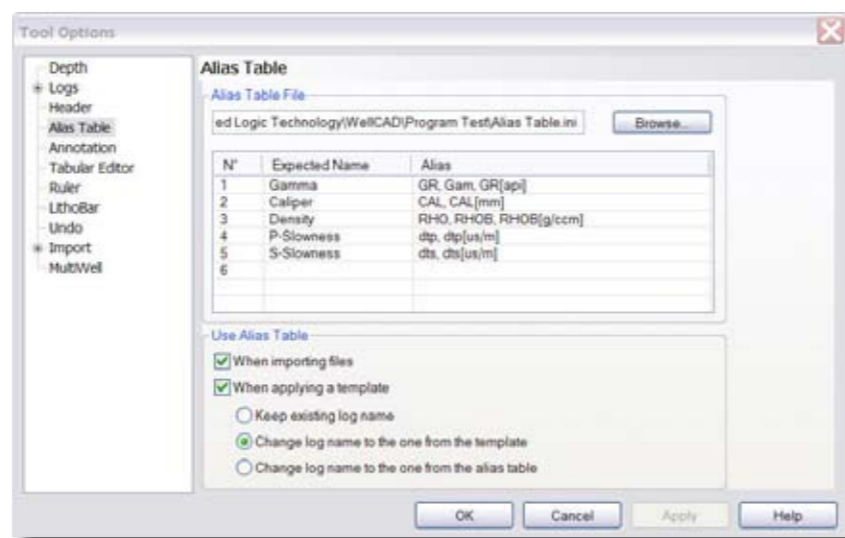 Tool Options
Depth
Logs
Header
Alias Table
Annotation
Tabular Editor
Ruler
LithoBar
Undo
Import
MultiWell
Alias Table
Alias Table File
ed Logic Technology\WellCAD\Program Test\Alias Table.ini
Browse...
N° Expected Name Alias
1 Gamma GR, Gam, GR[api]
2 Caliper CAL, CAL[mm]
3 Density RHO, RHOB, RHOB[g/ccm]
4 P-Slowness dtp, dtp[us/m]
5 S-Slowness dts, dts[us/m]
6
Use Alias Table
When importing files
When applying a template
Keep existing log name
Change log name to the one from the template
Change log name to the one from the alias table
OK Cancel Apply Help